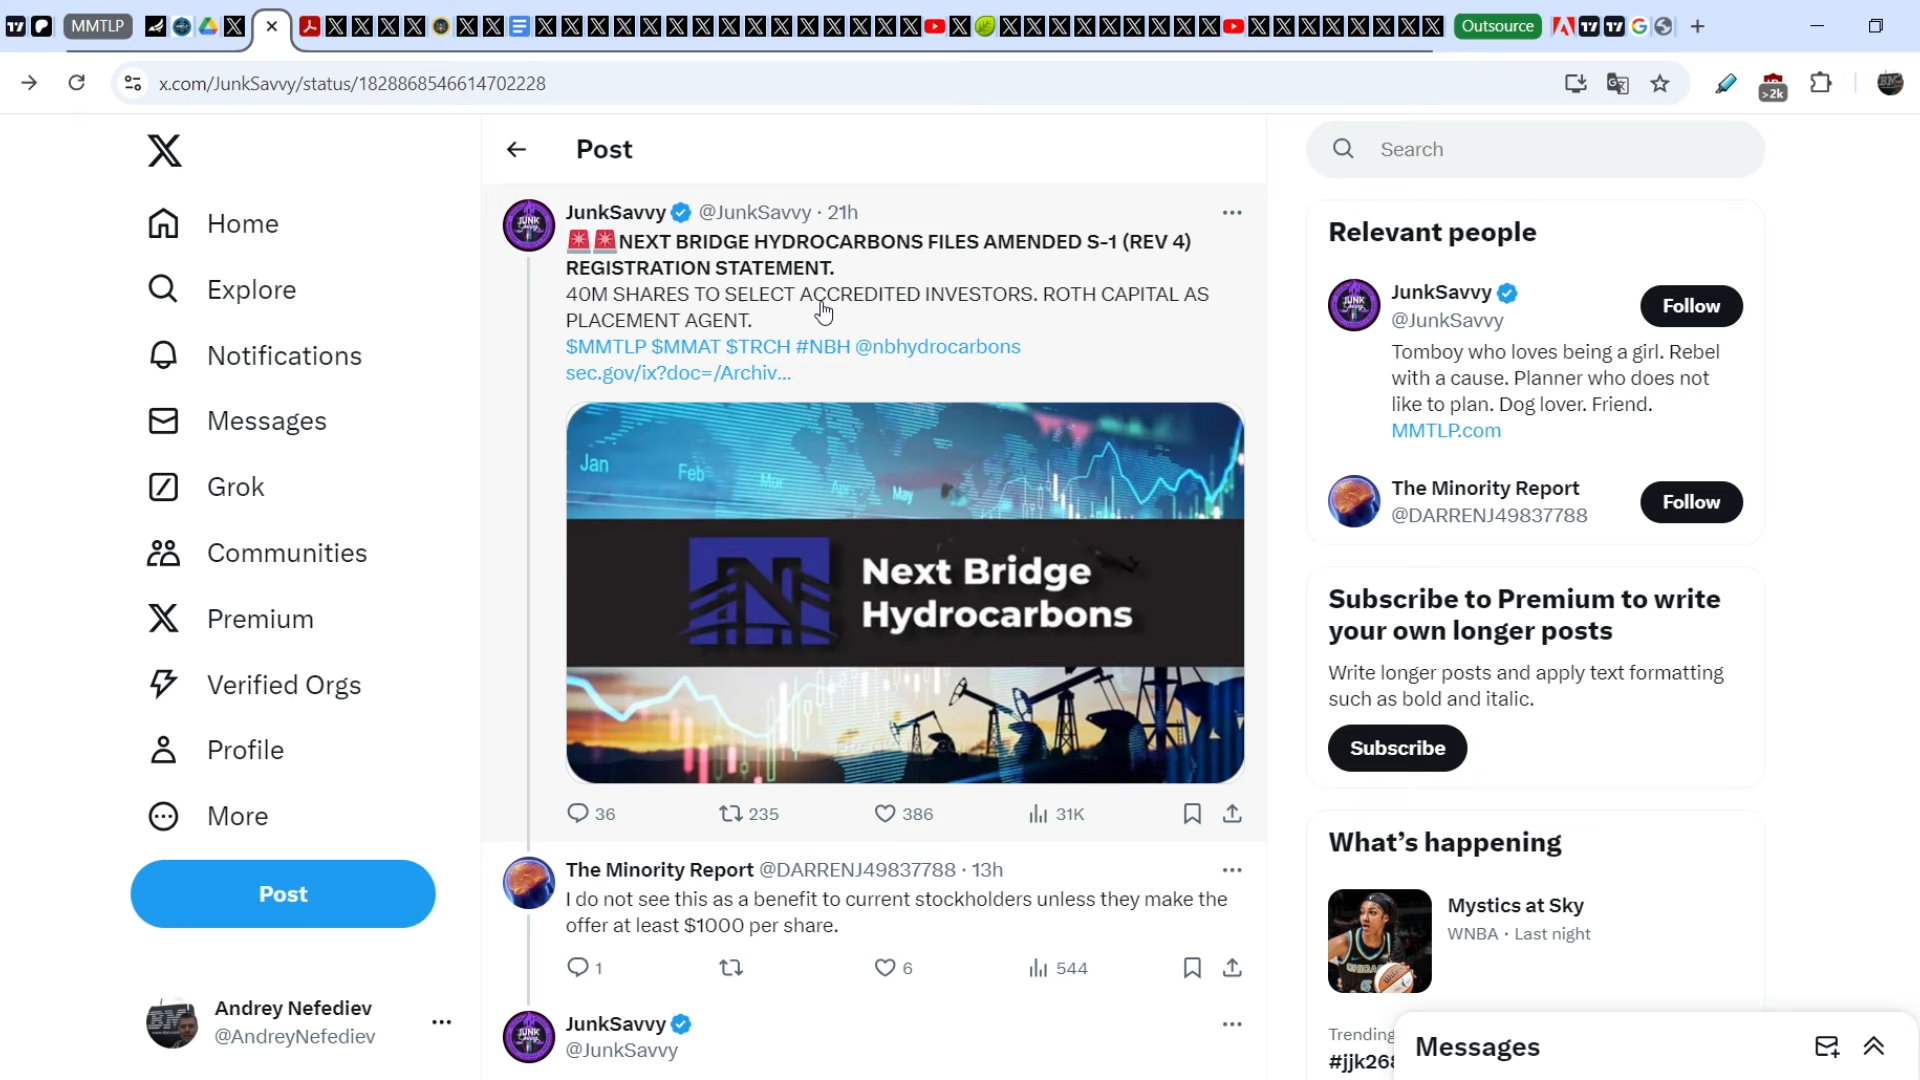 MMTLP
Outsource
x.com/JunkSavvy/status/1828868546614702228
>2k
Post
Search
Home
Explore
Notifications
Messages
Grok
Communities
Premium
Verified Orgs
Profile
More
Post
Andrey Nefediev
@AndreyNefediev
JunkSavvy @JunkSavvy · 21h
NEXT BRIDGE HYDROCARBONS FILES AMENDED S-1 (REV 4)
REGISTRATION STATEMENT.
40M SHARES TO SELECT ACCREDITED INVESTORS. ROTH CAPITAL AS
PLACEMENT AGENT.
$MMTLP $MMAT $TRCH #NBH @nbhydrocarbons
sec.gov/ix?doc=/Archiv...
Jan
Feb
Mar
Apr
May
Next Bridge
Hydrocarbons
36 235 386 31K
The Minority Report @DARRENJ49837788 · 13h
I do not see this as a benefit to current stockholders unless they make the
offer at least $1000 per share.
1 6 544
JunkSavvy
@JunkSavvy
Relevant people
JunkSavvy
@JunkSavvy
Follow
Tomboy who loves being a girl. Rebel
with a cause. Planner who does not
like to plan. Dog lover. Friend.
MMTLP.com
The Minority Report
@DARRENJ49837788
Follow
Subscribe to Premium to write
your own longer posts
Write longer posts and apply text formatting
such as bold and italic.
Subscribe
What's happening
Mystics at Sky
WNBA · Last night
Trending
Messages